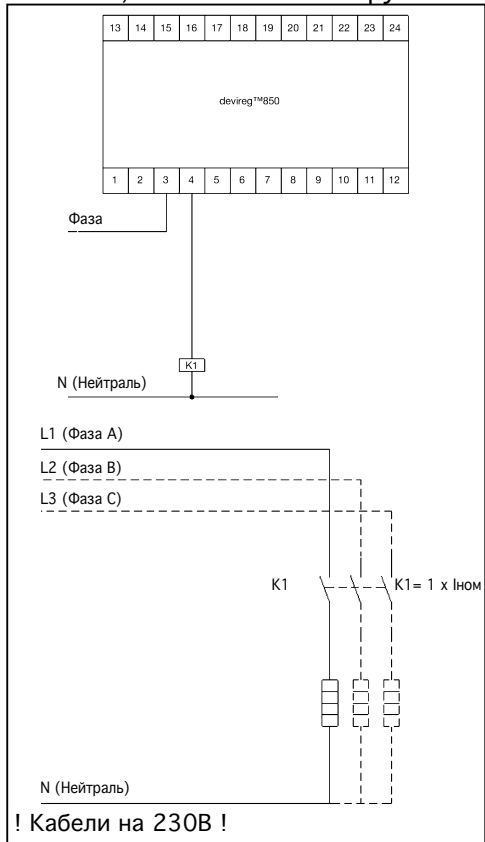 13 14 15 16 17 18 19 20 21 22 23 24
devireg™850
1 2 3 4 5 6 7 8 9 10 11 12
Фаза
K1
N (Нейтраль)
L1 (Фаза A)
L2 (Фаза B)
L3 (Фаза C)
K1 K1= 1 x Iном
N (Нейтраль)
! Кабели на 230В !